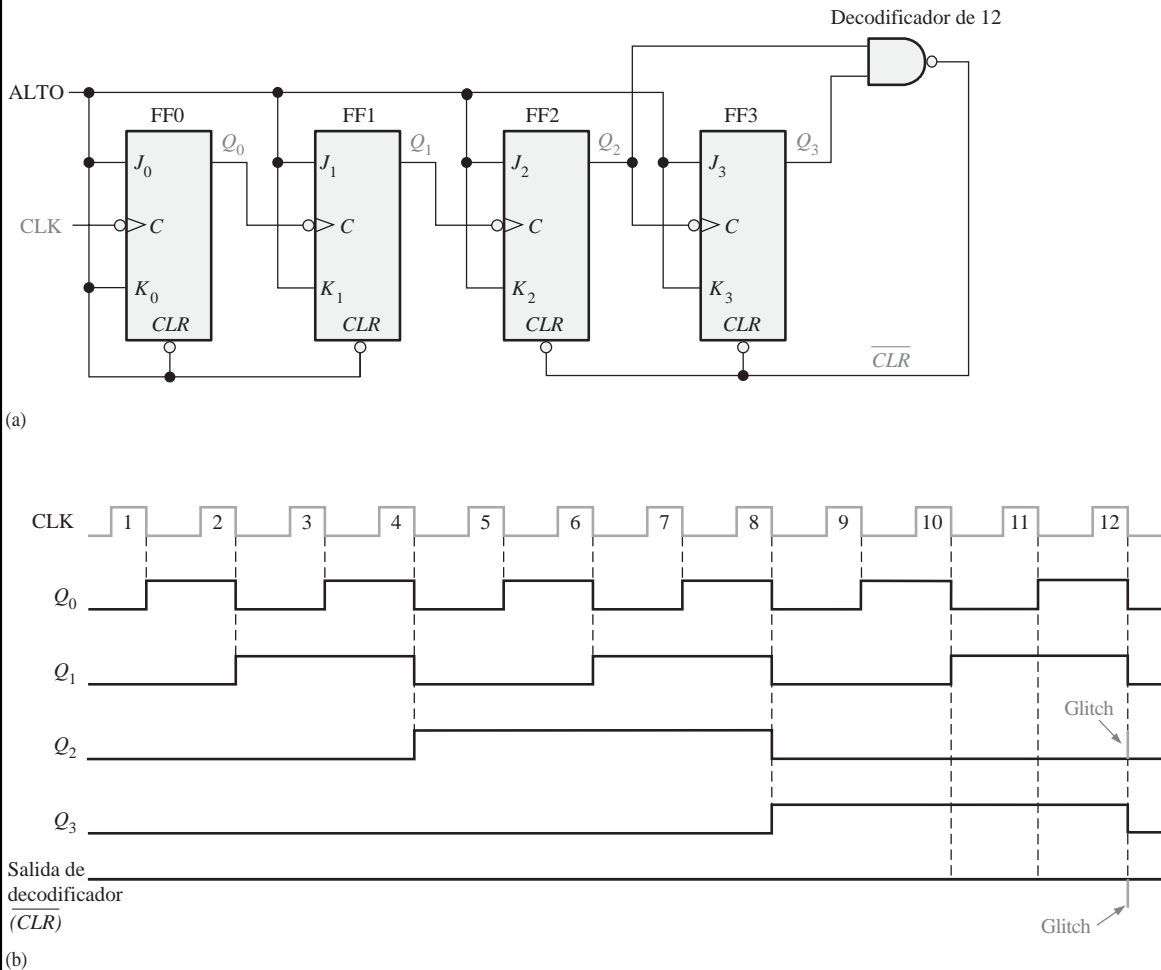 Decodificador de 12
ALTO
FF0 FF1 FF2 FF3
Q0 Q1 Q2 Q3
J0 J1 J2 J3
CLK C C C C
K0 K1 K2 K3
CLR CLR CLR CLR
C̅L̅R̅
(a)
CLK 1 2 3 4 5 6 7 8 9 10 11 12
Q0
Q1
Glitch
Q2
Q3
Salida de
decodificador
(C̅L̅R̅)
Glitch
(b)